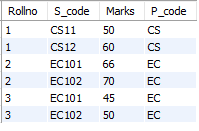 Rollno S_code Marks P_code
1 CS11 50 CS
1 CS12 60 CS
2 EC101 66 EC
2 EC102 70 EC
3 EC101 45 EC
3 EC102 50 EC